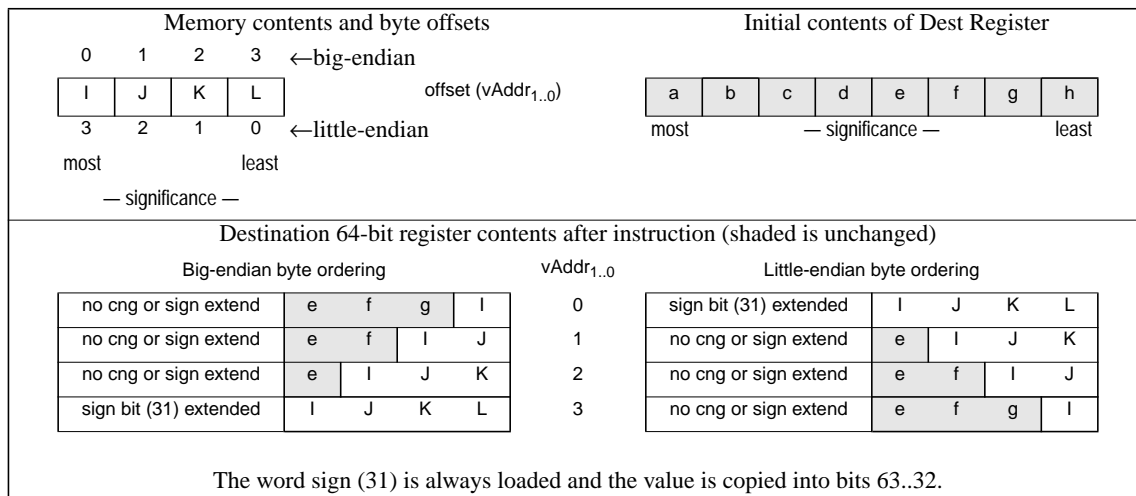 Memory contents and byte offsets
0 1 2 3 ←big-endian
I J K L offset (vAddr1..0)
3 2 1 0 ←little-endian
most least
— significance —
Initial contents of Dest Register
a b c d e f g h
most — significance — least
Destination 64-bit register contents after instruction (shaded is unchanged)
Big-endian byte ordering vAddr1..0 Little-endian byte ordering
no cng or sign extend e f g I 0 sign bit (31) extended I J K L
no cng or sign extend e f I J 1 no cng or sign extend e I J K
no cng or sign extend e I J K 2 no cng or sign extend e f I J
sign bit (31) extended I J K L 3 no cng or sign extend e f g I
The word sign (31) is always loaded and the value is copied into bits 63..32.